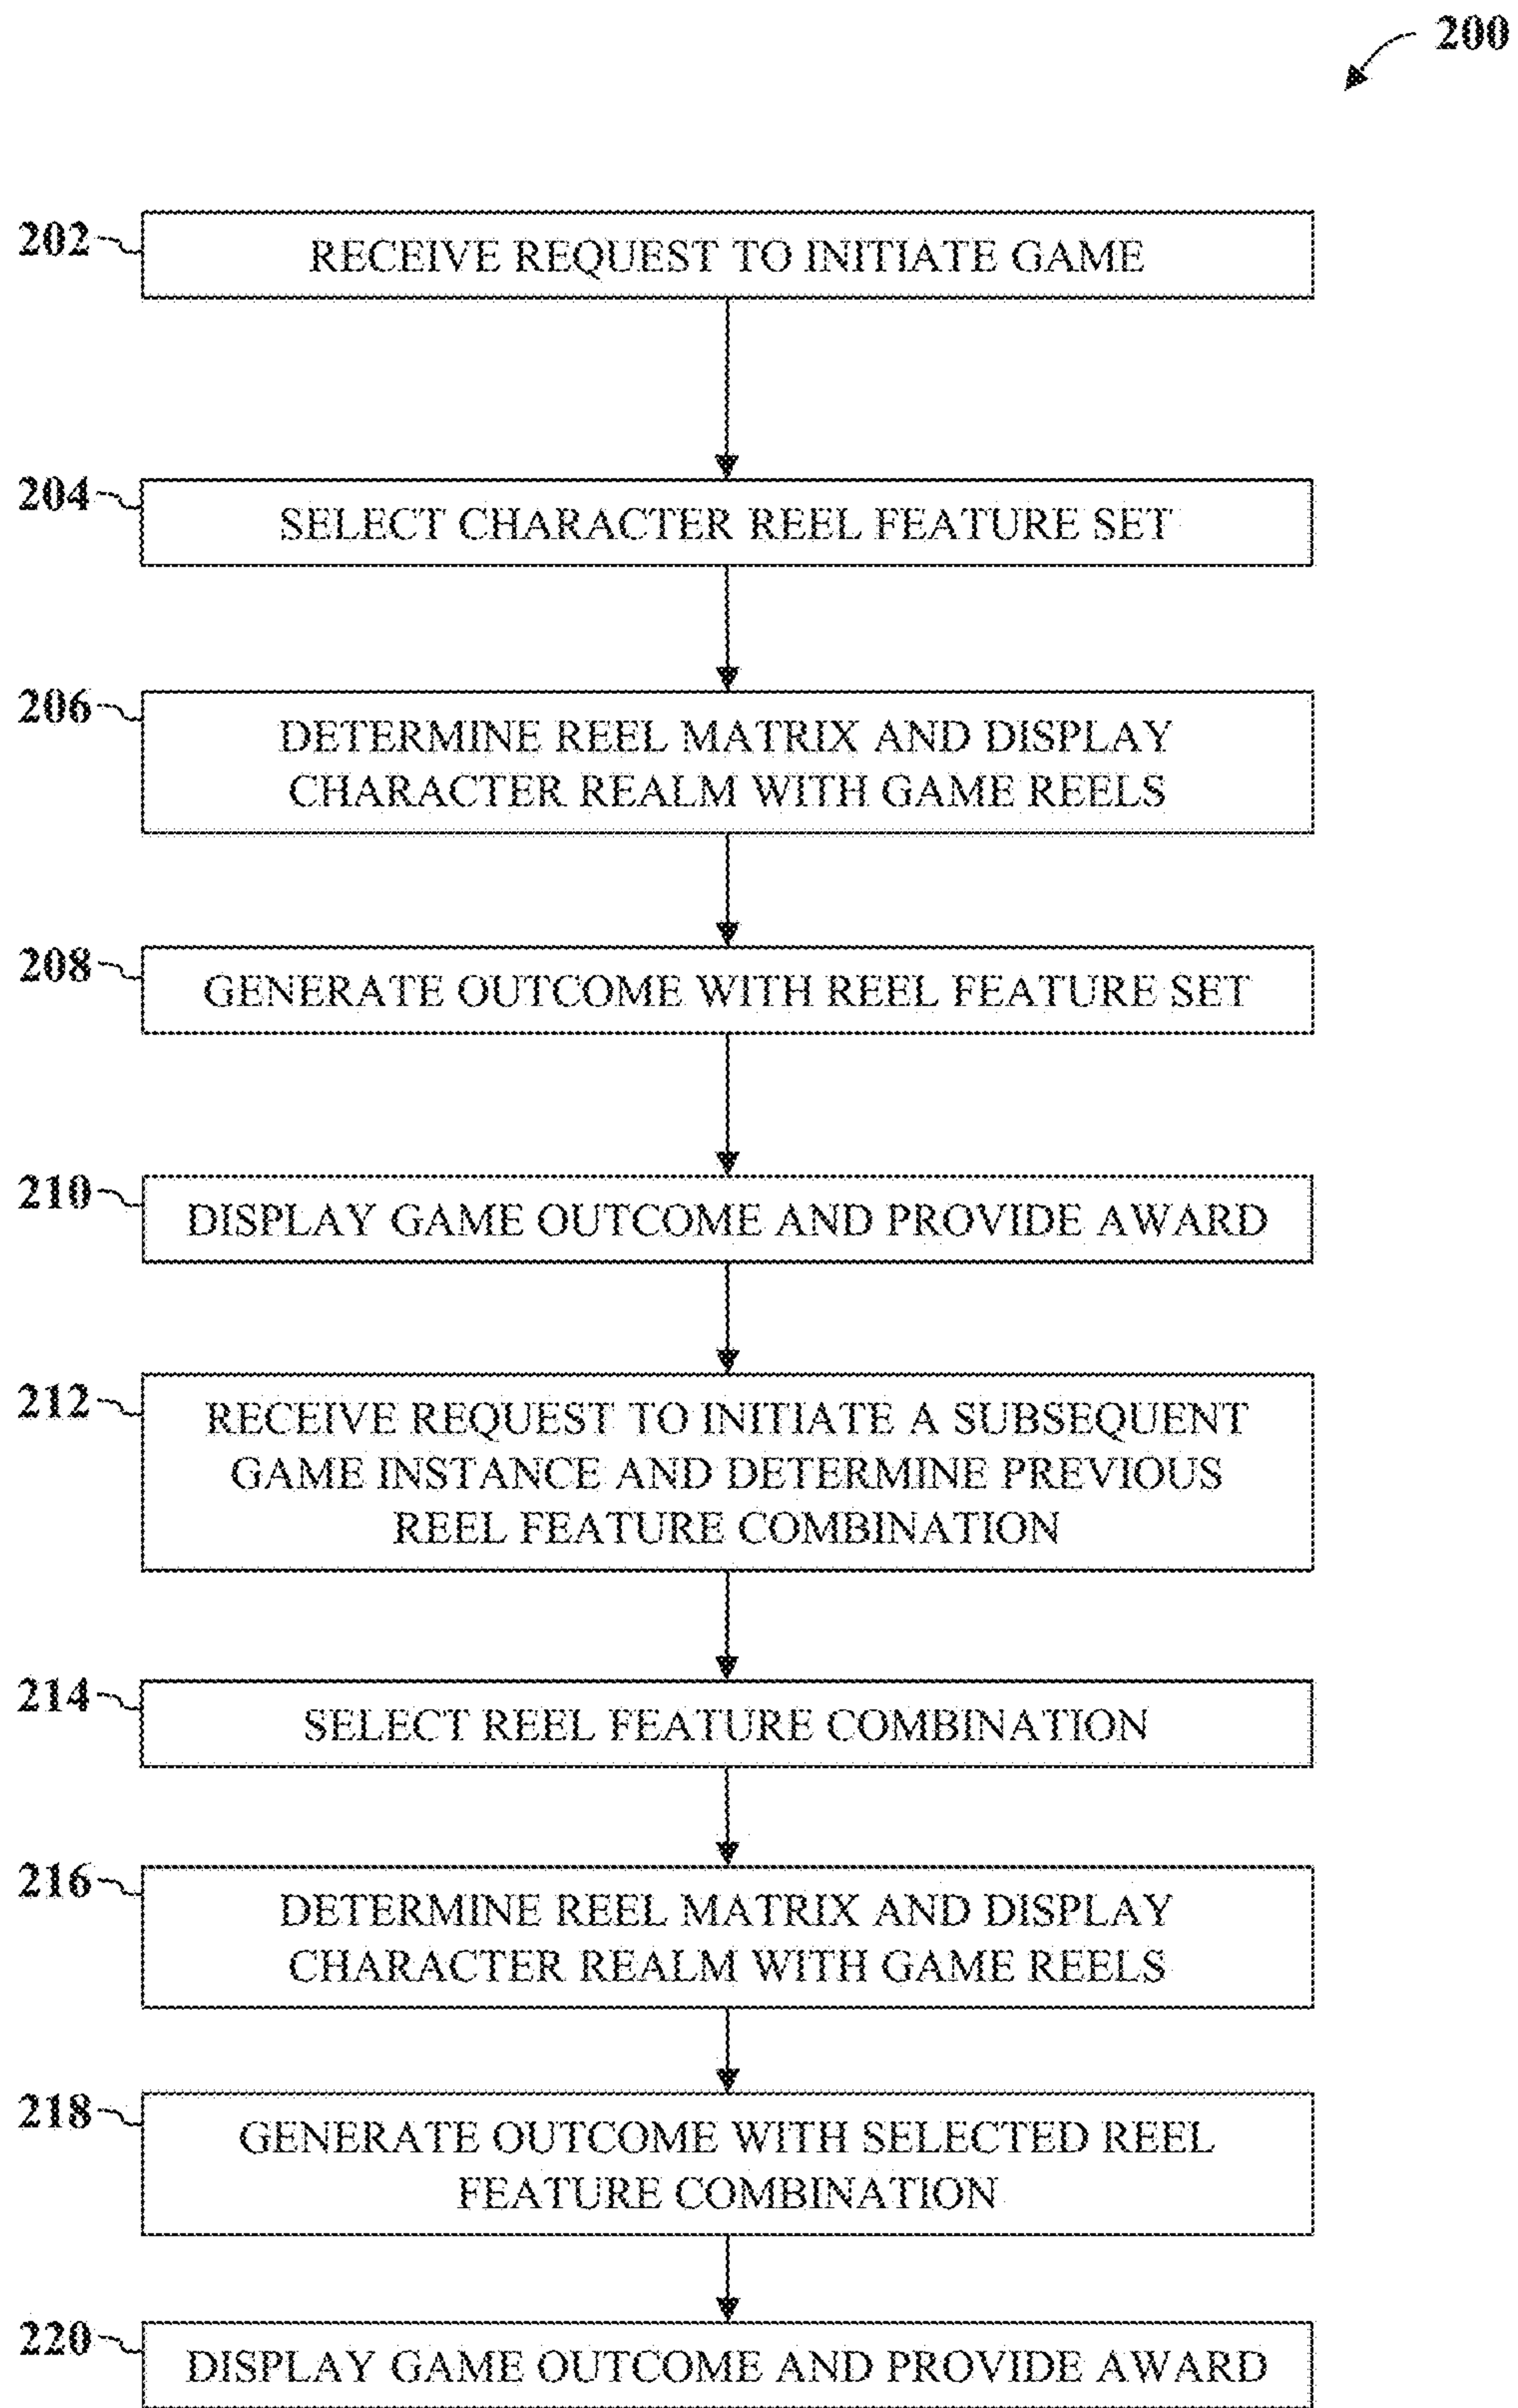 200
202
RECEIVE REQUEST TO INITIATE GAME
204
SELECT CHARACTER REEL FEATURE SET
206
DETERMINE REEL MATRIX AND DISPLAY
CHARACTER REALM WITH GAME REELS
208
GENERATE OUTCOME WITH REEL FEATURE SET
210
DISPLAY GAME OUTCOME AND PROVIDE AWARD
212
RECEIVE REQUEST TO INITIATE A SUBSEQUENT
GAME INSTANCE AND DETERMINE PREVIOUS
REEL FEATURE COMBINATION
214
SELECT REEL FEATURE COMBINATION
216
DETERMINE REEL MATRIX AND DISPLAY
CHARACTER REALM WITH GAME REELS
218
GENERATE OUTCOME WITH SELECTED REEL
FEATURE COMBINATION
220
DISPLAY GAME OUTCOME AND PROVIDE AWARD